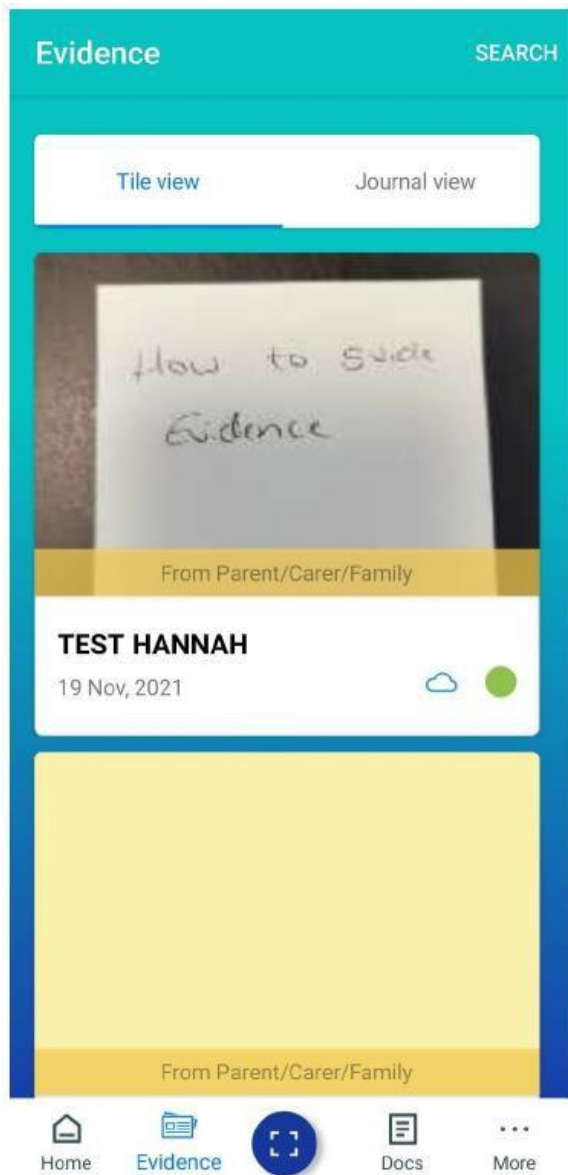 Evidence
SEARCH
Tile view
Journal view
How to guide
Evidence
From Parent/Carer/Family
TEST HANNAH
19 Nov, 2021
From Parent/Carer/Family
Home
Evidence
Docs
More